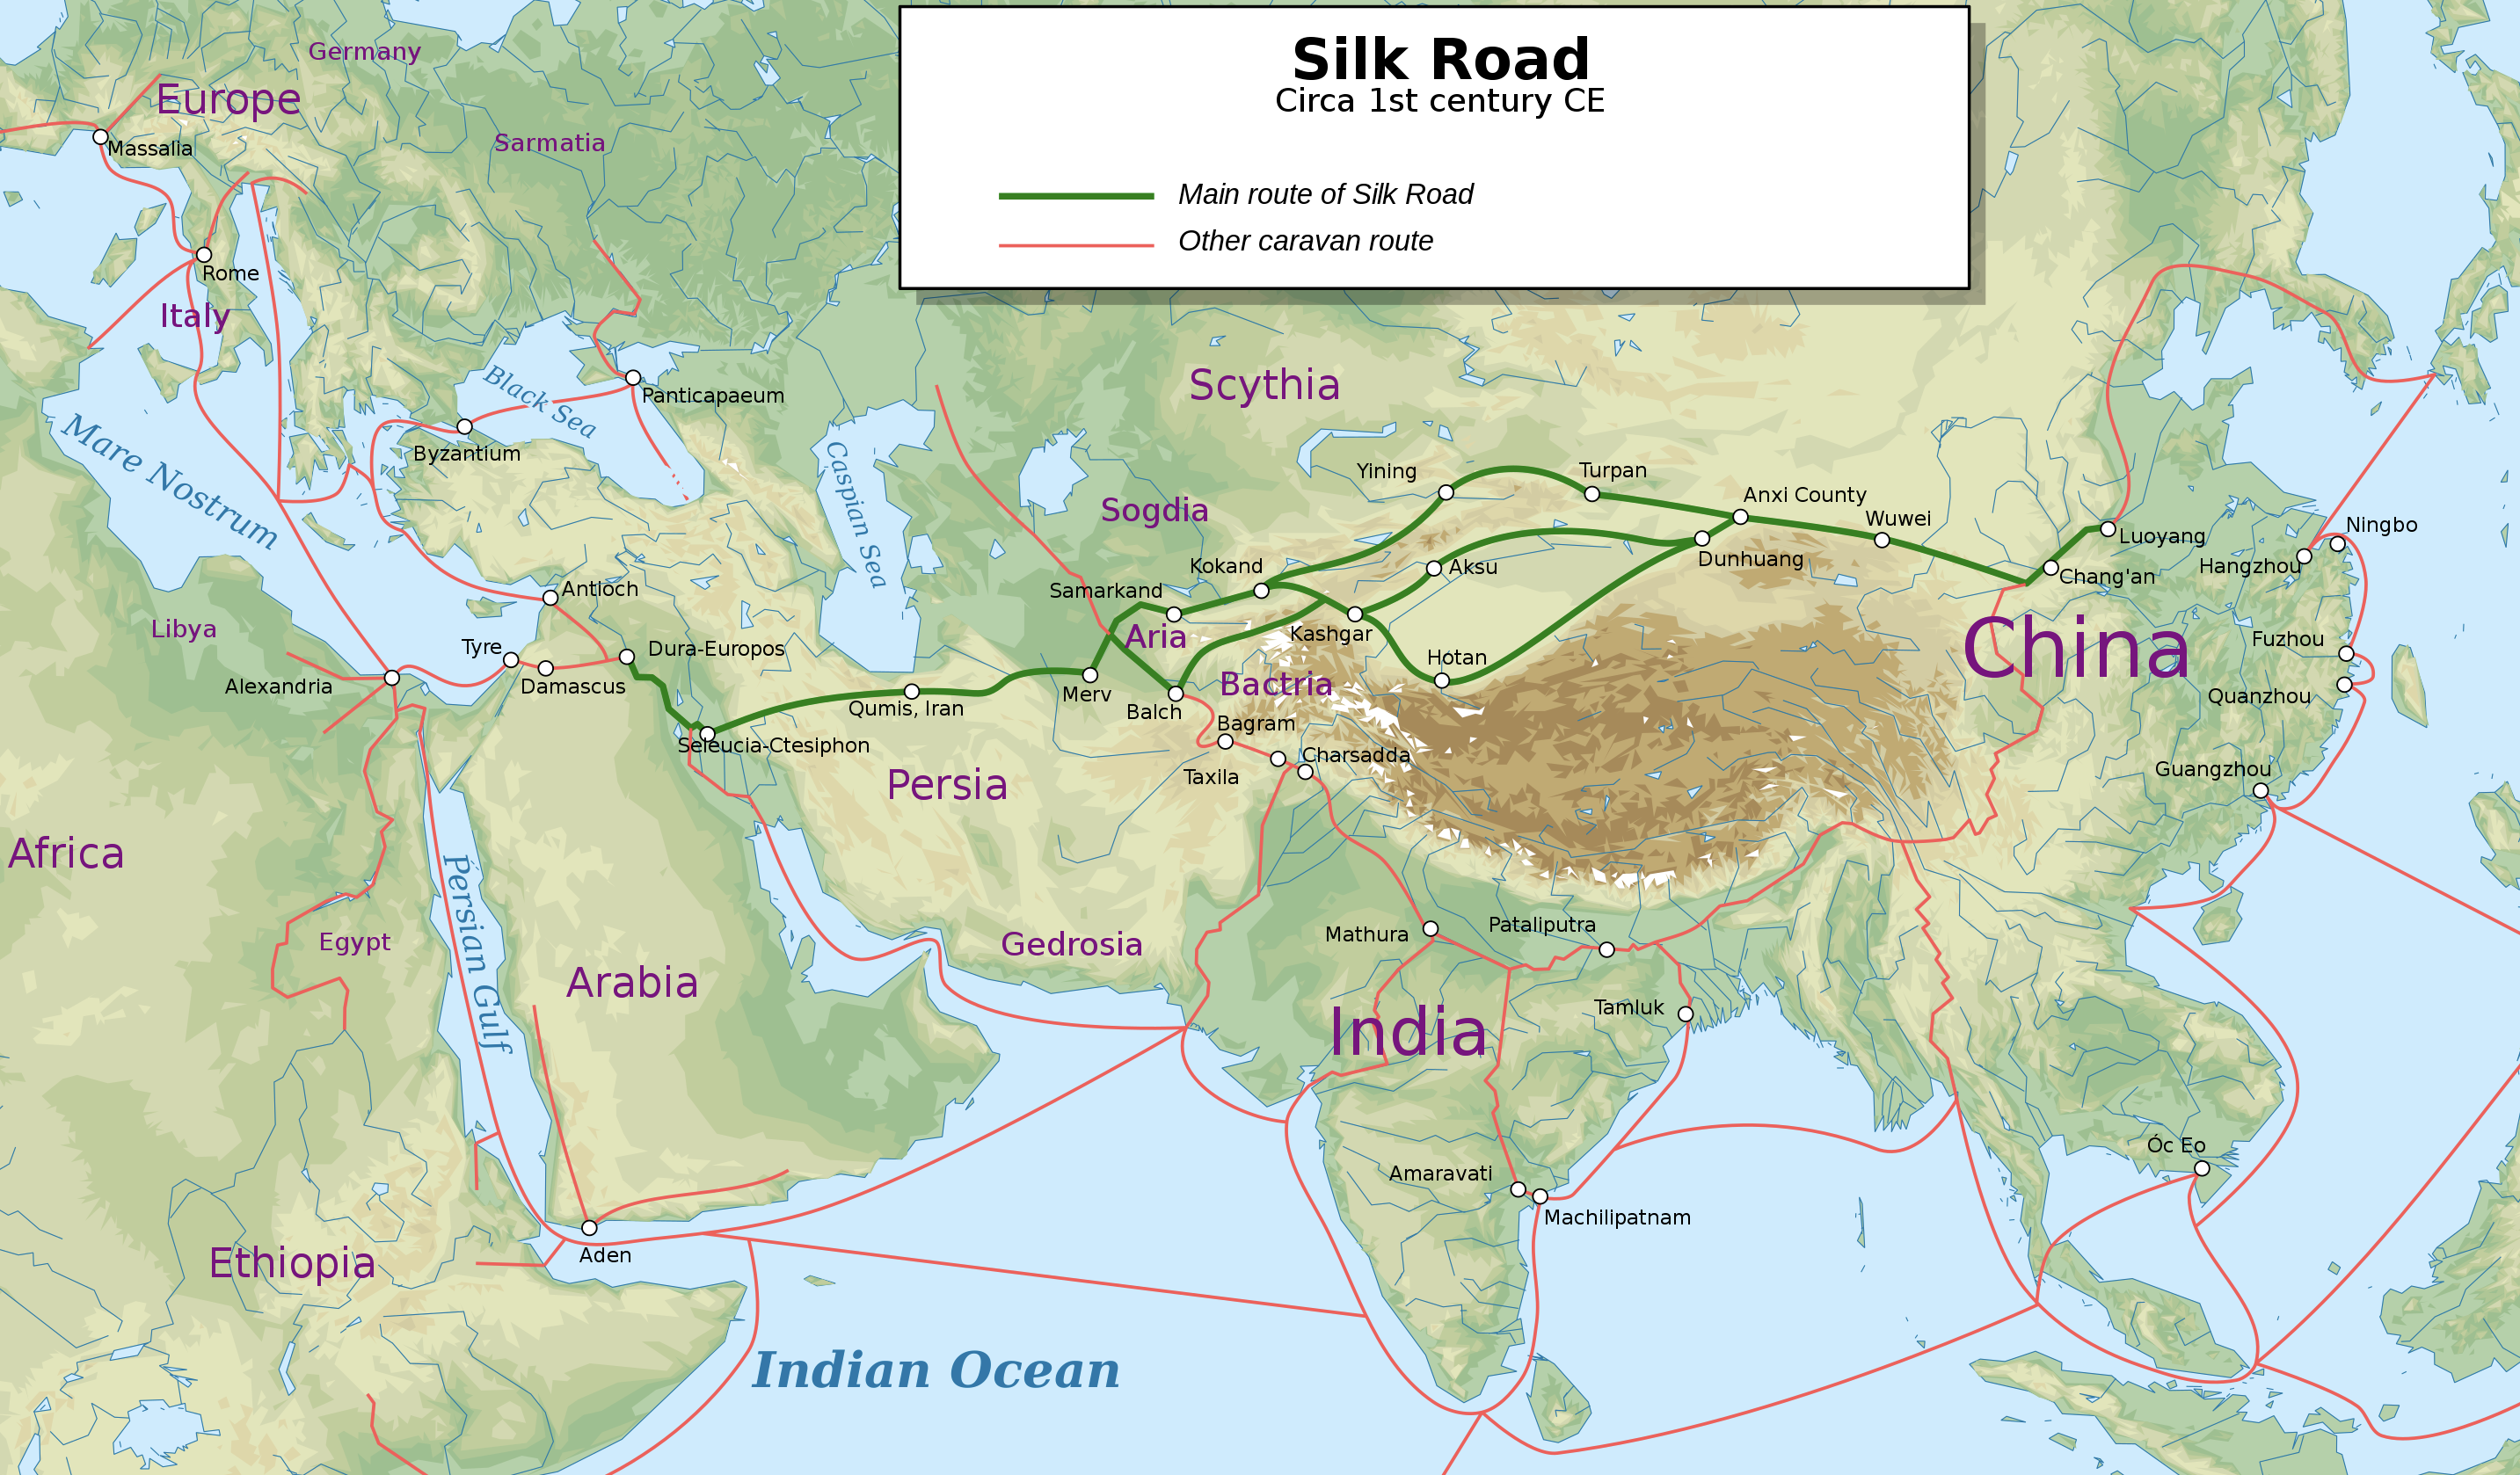 Silk Road
Circa 1st century CE
Main route of Silk Road
Other caravan route
Germany
Europe
Sarmatia
Massalia
Rome
Italy
Black Sea
Panticapaeum
Scythia
Mare Nostrum
Byzantium
Caspian Sea
Yining
Turpan
Anxi County
Sogdia
Wuwei
Ningbo
Luoyang
Dunhuang
Hangzhou
Kokand
Aksu
Chang'an
Antioch
Samarkand
Libya
Aria
Kashgar
China
Fuzhou
Tyre
Dura-Europos
Hotan
Alexandria
Damascus
Bactria
Merv
Quanzhou
Qumis, Iran
Balch
Bagram
Seleucia-Ctesiphon
Charsadda
Guangzhou
Persia
Taxila
Africa
Persian Gulf
Pataliputra
Mathura
Egypt
Gedrosia
Arabia
Tamluk
India
Óc Eo
Amaravati
Machilipatnam
Aden
Ethiopia
Indian Ocean